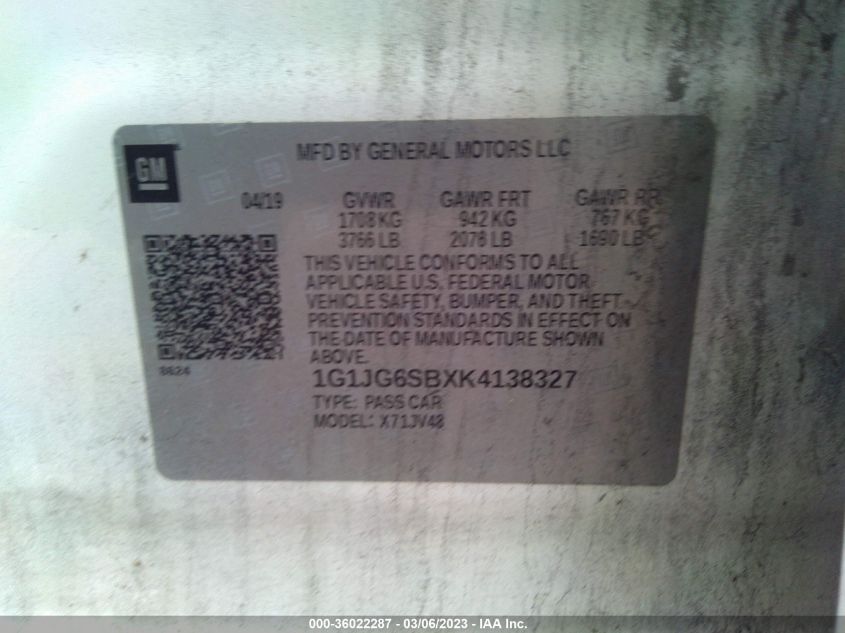 GM
MFD BY GENERAL MOTORS LLC
04/19 GVWR GAWR FRT GAWR RR
1708 KG 942 KG 767 KG
3766 LB 2078 LB 1690 LB
THIS VEHICLE CONFORMS TO ALL
APPLICABLE U.S. FEDERAL MOTOR
VEHICLE SAFETY, BUMPER, AND THEFT
PREVENTION STANDARDS IN EFFECT ON
THE DATE OF MANUFACTURE SHOWN
ABOVE.
8624
1G1JG6SBXK4138327
TYPE: PASS CAR
MODEL: X71JV48
000-36022287 - 03/06/2023 - IAA Inc.